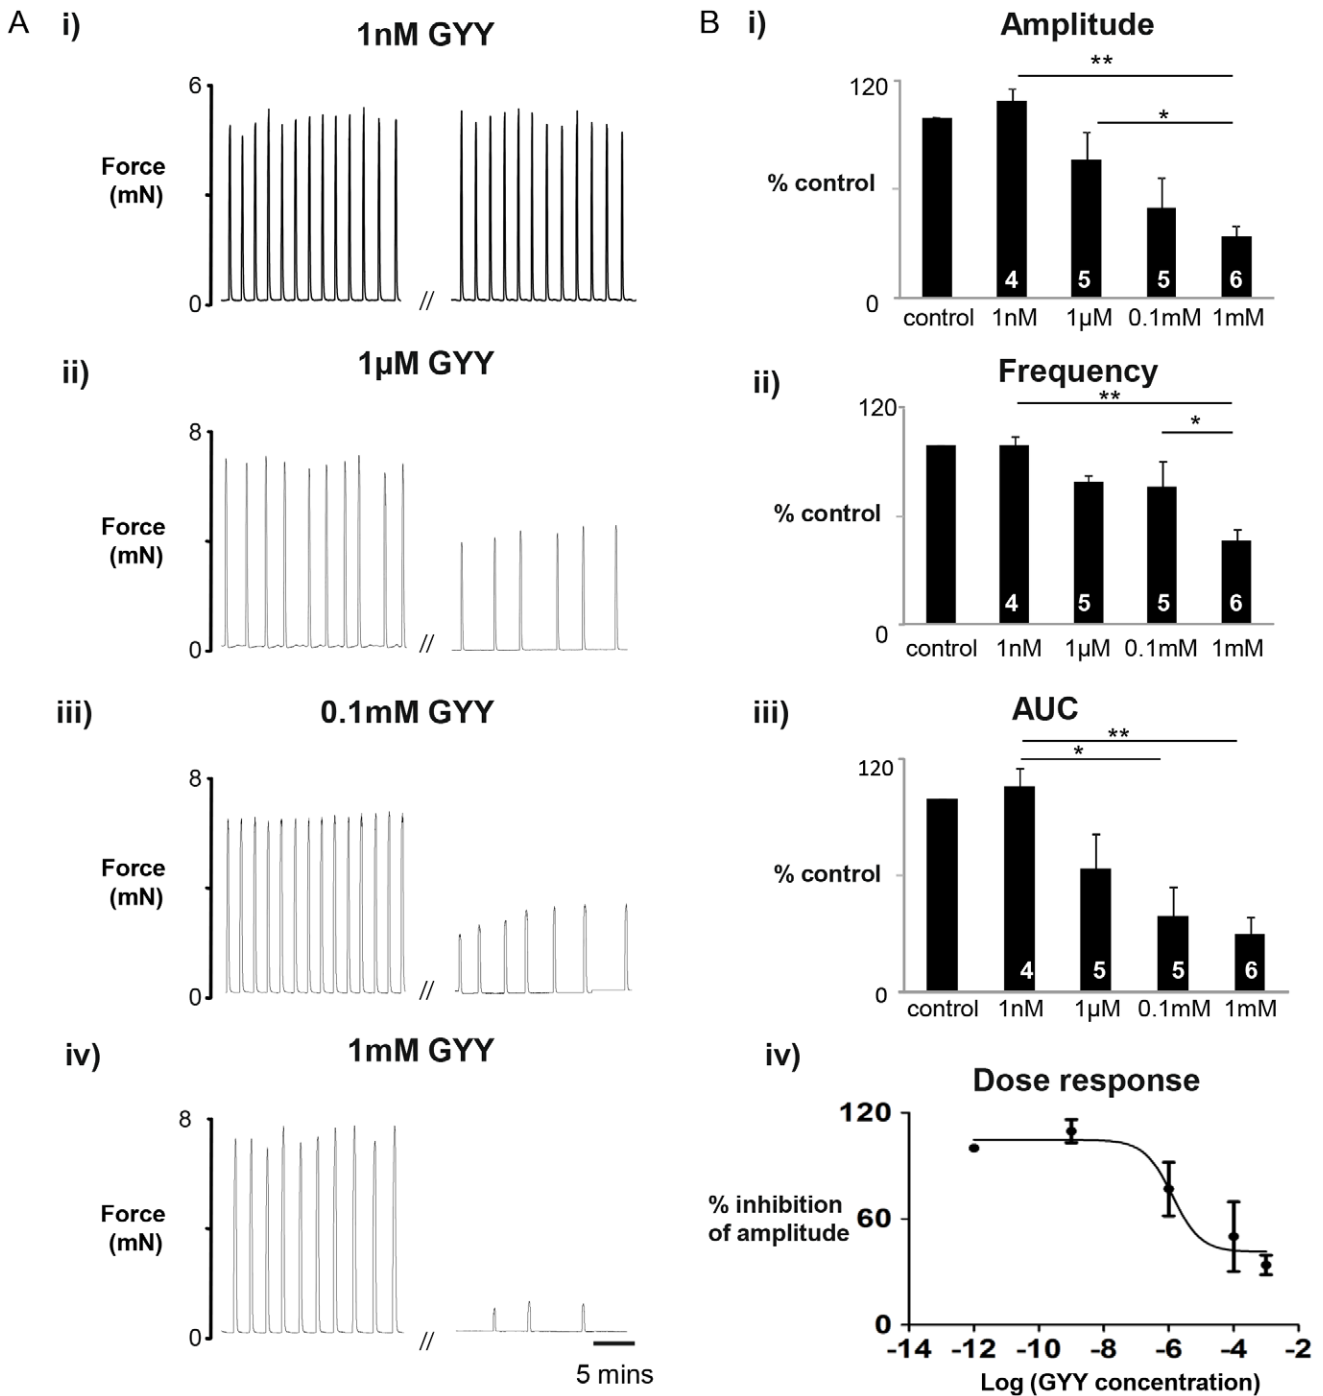 A i)
1nM GYY
6
Force
(mN)
0
//
ii)
1µM GYY
8
Force
(mN)
0
//
iii)
0.1mM GYY
8
Force
(mN)
0
//
iv)
1mM GYY
8
Force
(mN)
0
//
5 mins
B i)
Amplitude
**
*
120
% control
0
4 5 5 6
control 1nM 1µM 0.1mM 1mM
ii)
Frequency
**
*
120
% control
0
4 5 5 6
control 1nM 1µM 0.1mM 1mM
iii)
AUC
**
*
120
% control
0
4 5 5 6
control 1nM 1µM 0.1mM 1mM
iv)
Dose response
120
% inhibition
of amplitude
60
0
-14 -12 -10 -8 -6 -4 -2
Log (GYY concentration)